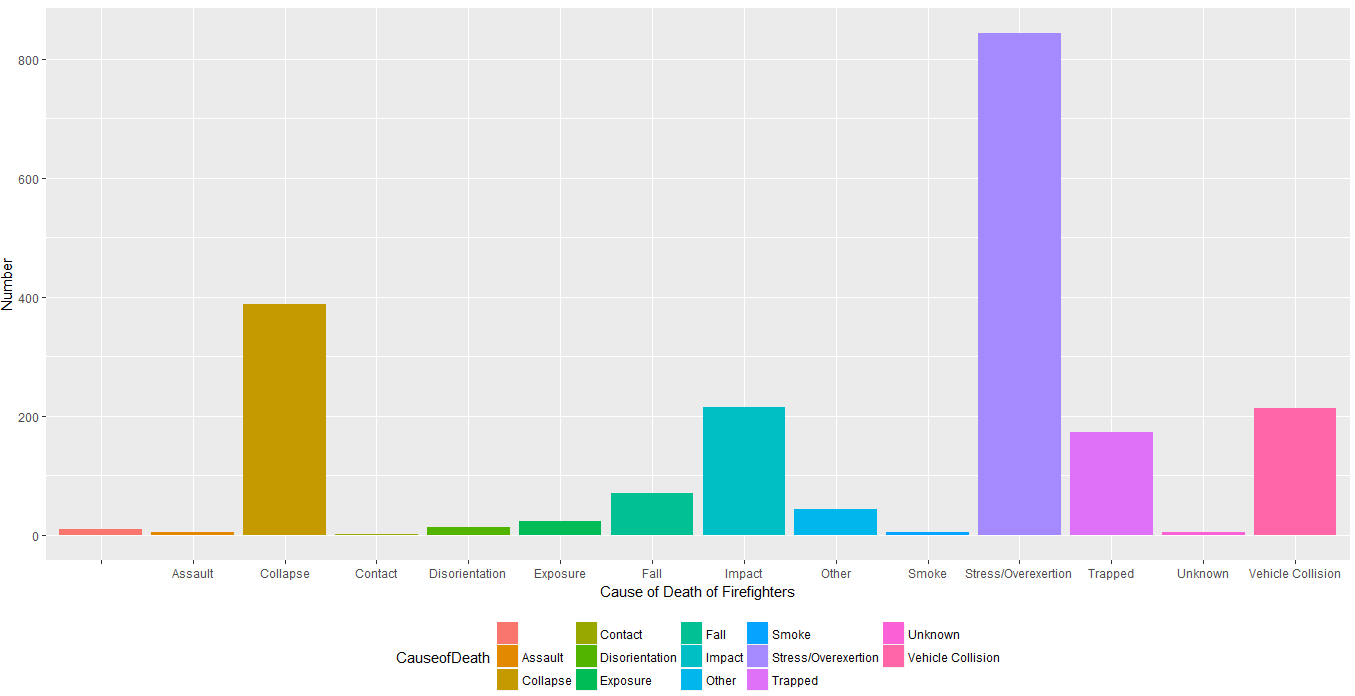 800
600
400
200
0
Number
Assault Collapse Contact Disorientation Exposure Fall Impact Other Smoke Stress/Overexertion Trapped Unknown Vehicle Collision
Cause of Death of Firefighters
CauseofDeath
Assault
Collapse
Contact
Disorientation
Exposure
Fall
Impact
Other
Smoke
Stress/Overexertion
Trapped
Unknown
Vehicle Collision